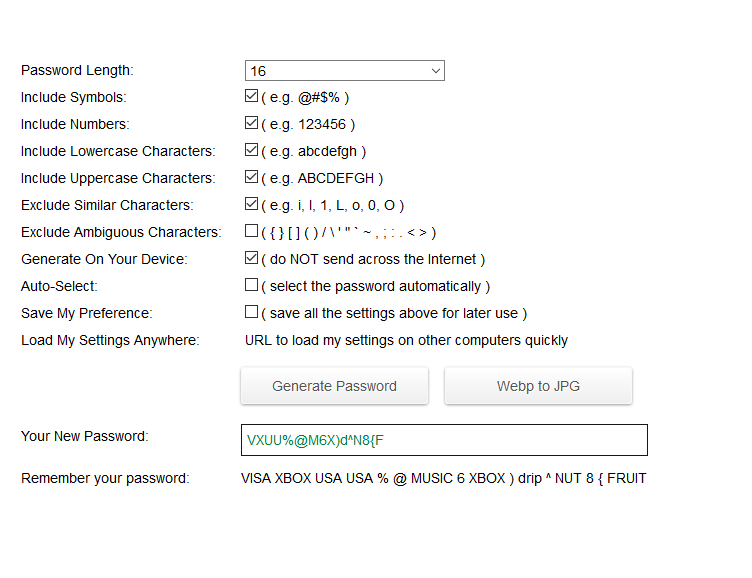 Password Length: 16
Include Symbols: ( e.g. @#$% )
Include Numbers: ( e.g. 123456 )
Include Lowercase Characters: ( e.g. abcdefgh )
Include Uppercase Characters: ( e.g. ABCDEFGH )
Exclude Similar Characters: ( e.g. i, l, 1, L, o, 0, O )
Exclude Ambiguous Characters: ( { } [ ] ( ) / \ ' " ` ~ , ; : . < > )
Generate On Your Device: ( do NOT send across the Internet )
Auto-Select: ( select the password automatically )
Save My Preference: ( save all the settings above for later use )
Load My Settings Anywhere: URL to load my settings on other computers quickly
Generate Password Webp to JPG
Your New Password: VXUU%@M6X)d^N8{F
Remember your password: VISA XBOX USA USA % @ MUSIC 6 XBOX ) drip ^ NUT 8 { FRUIT